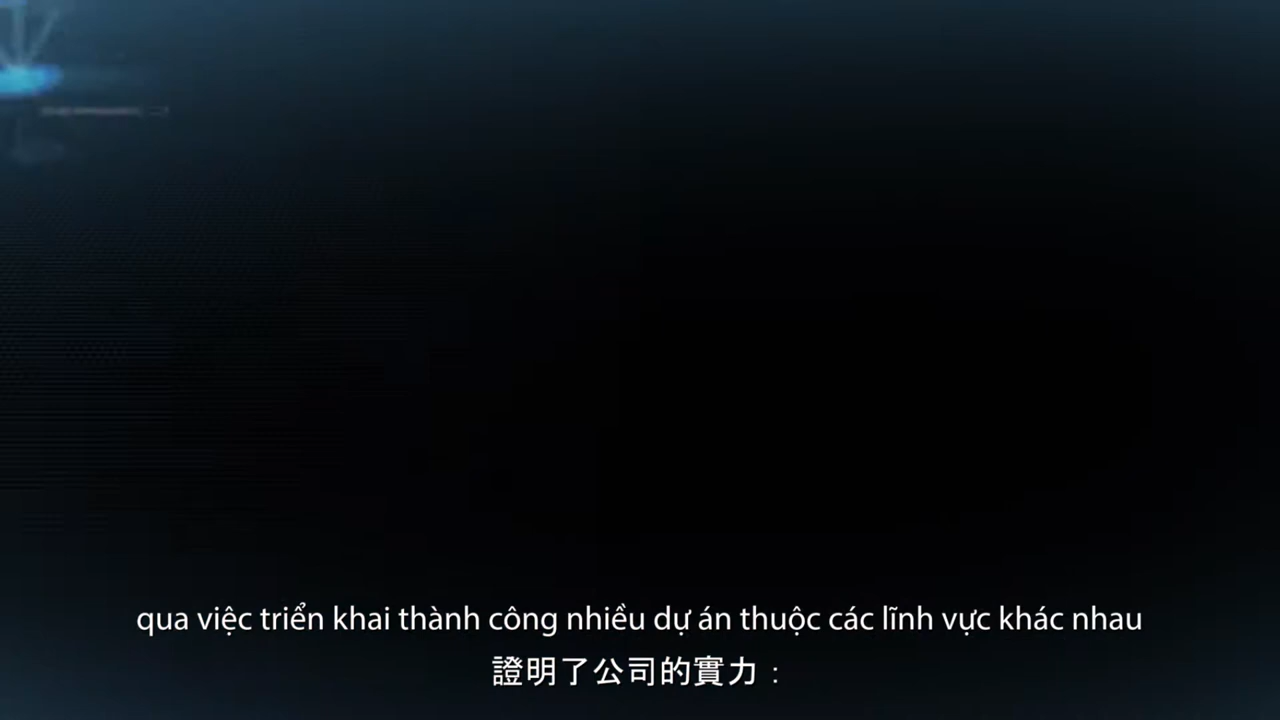 qua việc triển khai thành công nhiều dự án thuộc các lĩnh vực khác nhau
證明了公司的實力：